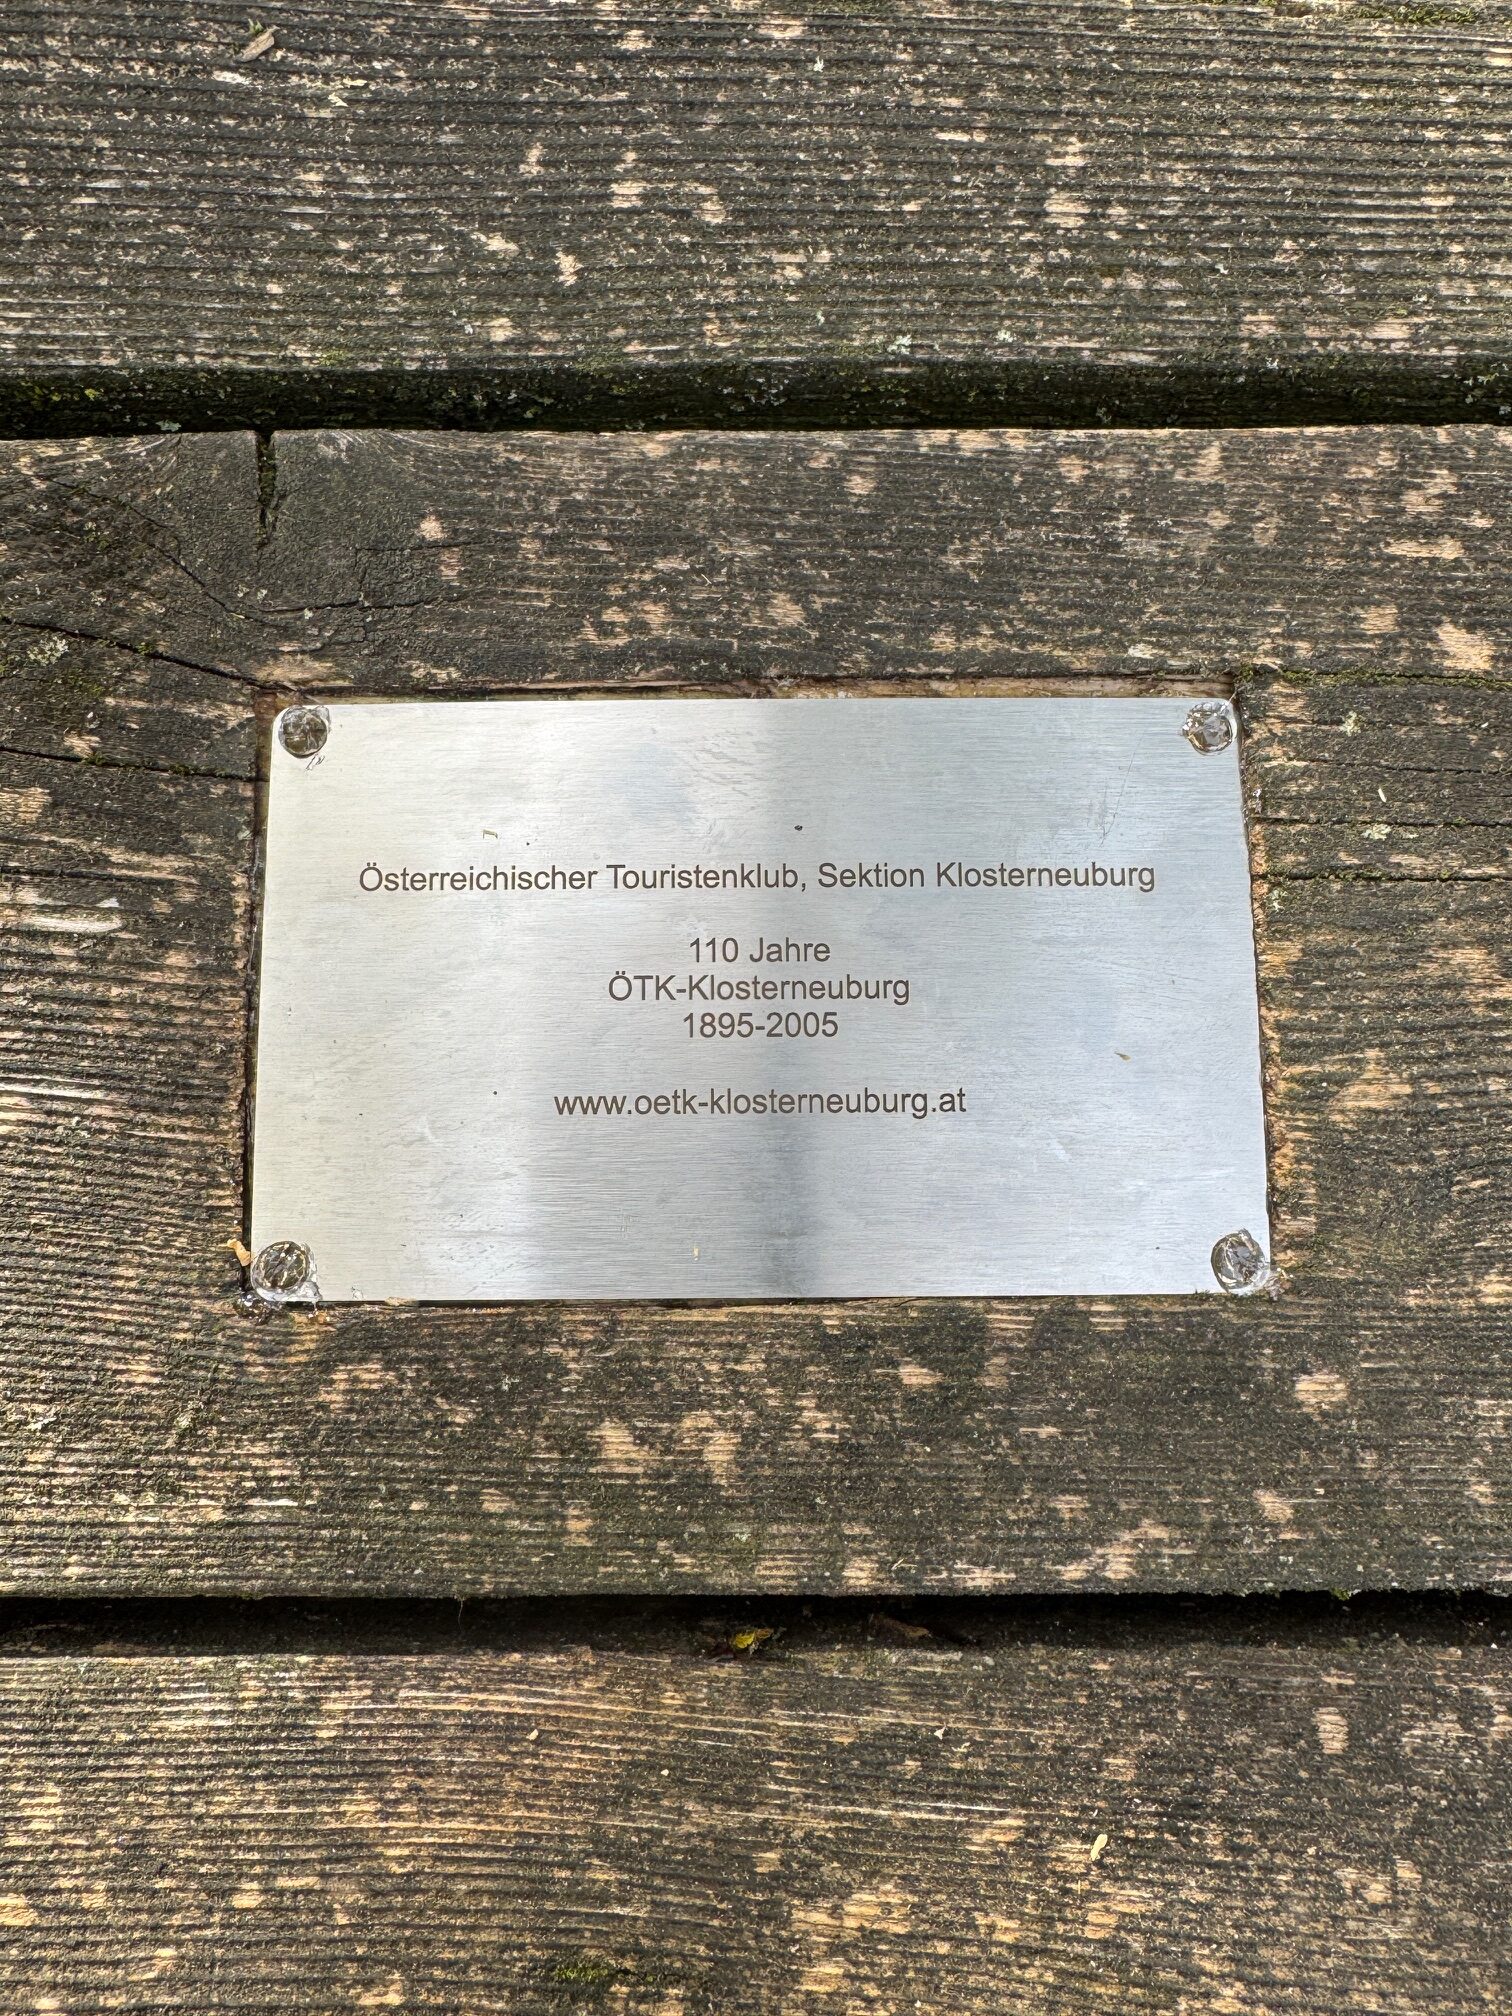 Österreichischer Touristenklub, Sektion Klosterneuburg
110 Jahre
ÖTK-Klosterneuburg
1895-2005
www.oetk-klosterneuburg.at